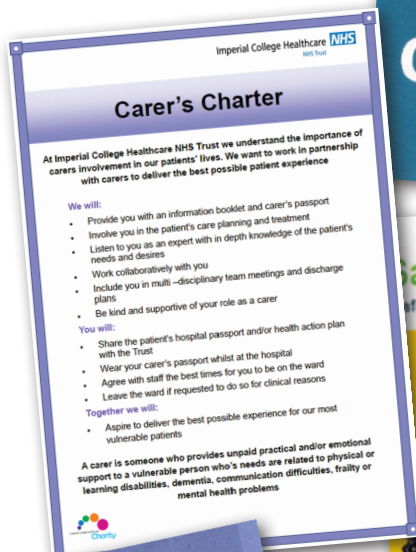 Imperial College Healthcare NHS
NHS Trust
Carer's Charter
At Imperial College Healthcare NHS Trust we understand the importance of
carers involvement in our patients' lives. We want to work in partnership
with carers to deliver the best possible patient experience
We will:
• Provide you with an information booklet and carer's passport
• Involve you in the patient's care planning and treatment
• Listen to you as an expert with in depth knowledge of the patient's
needs and desires
• Work collaboratively with you
• Include you in multi –disciplinary team meetings and discharge
plans
• Be kind and supportive of your role as a carer
You will:
• Share the patient's hospital passport and/or health action plan
with the Trust
• Wear your carer's passport whilst at the hospital
• Agree with staff the best times for you to be on the ward
• Leave the ward if requested to do so for clinical reasons
Together we will:
• Aspire to deliver the best possible experience for our most
vulnerable patients
A carer is someone who provides unpaid practical and/or emotional
support to a vulnerable person who's needs are related to physical or
learning disabilities, dementia, communication difficulties, frailty or
mental health problems
Charity